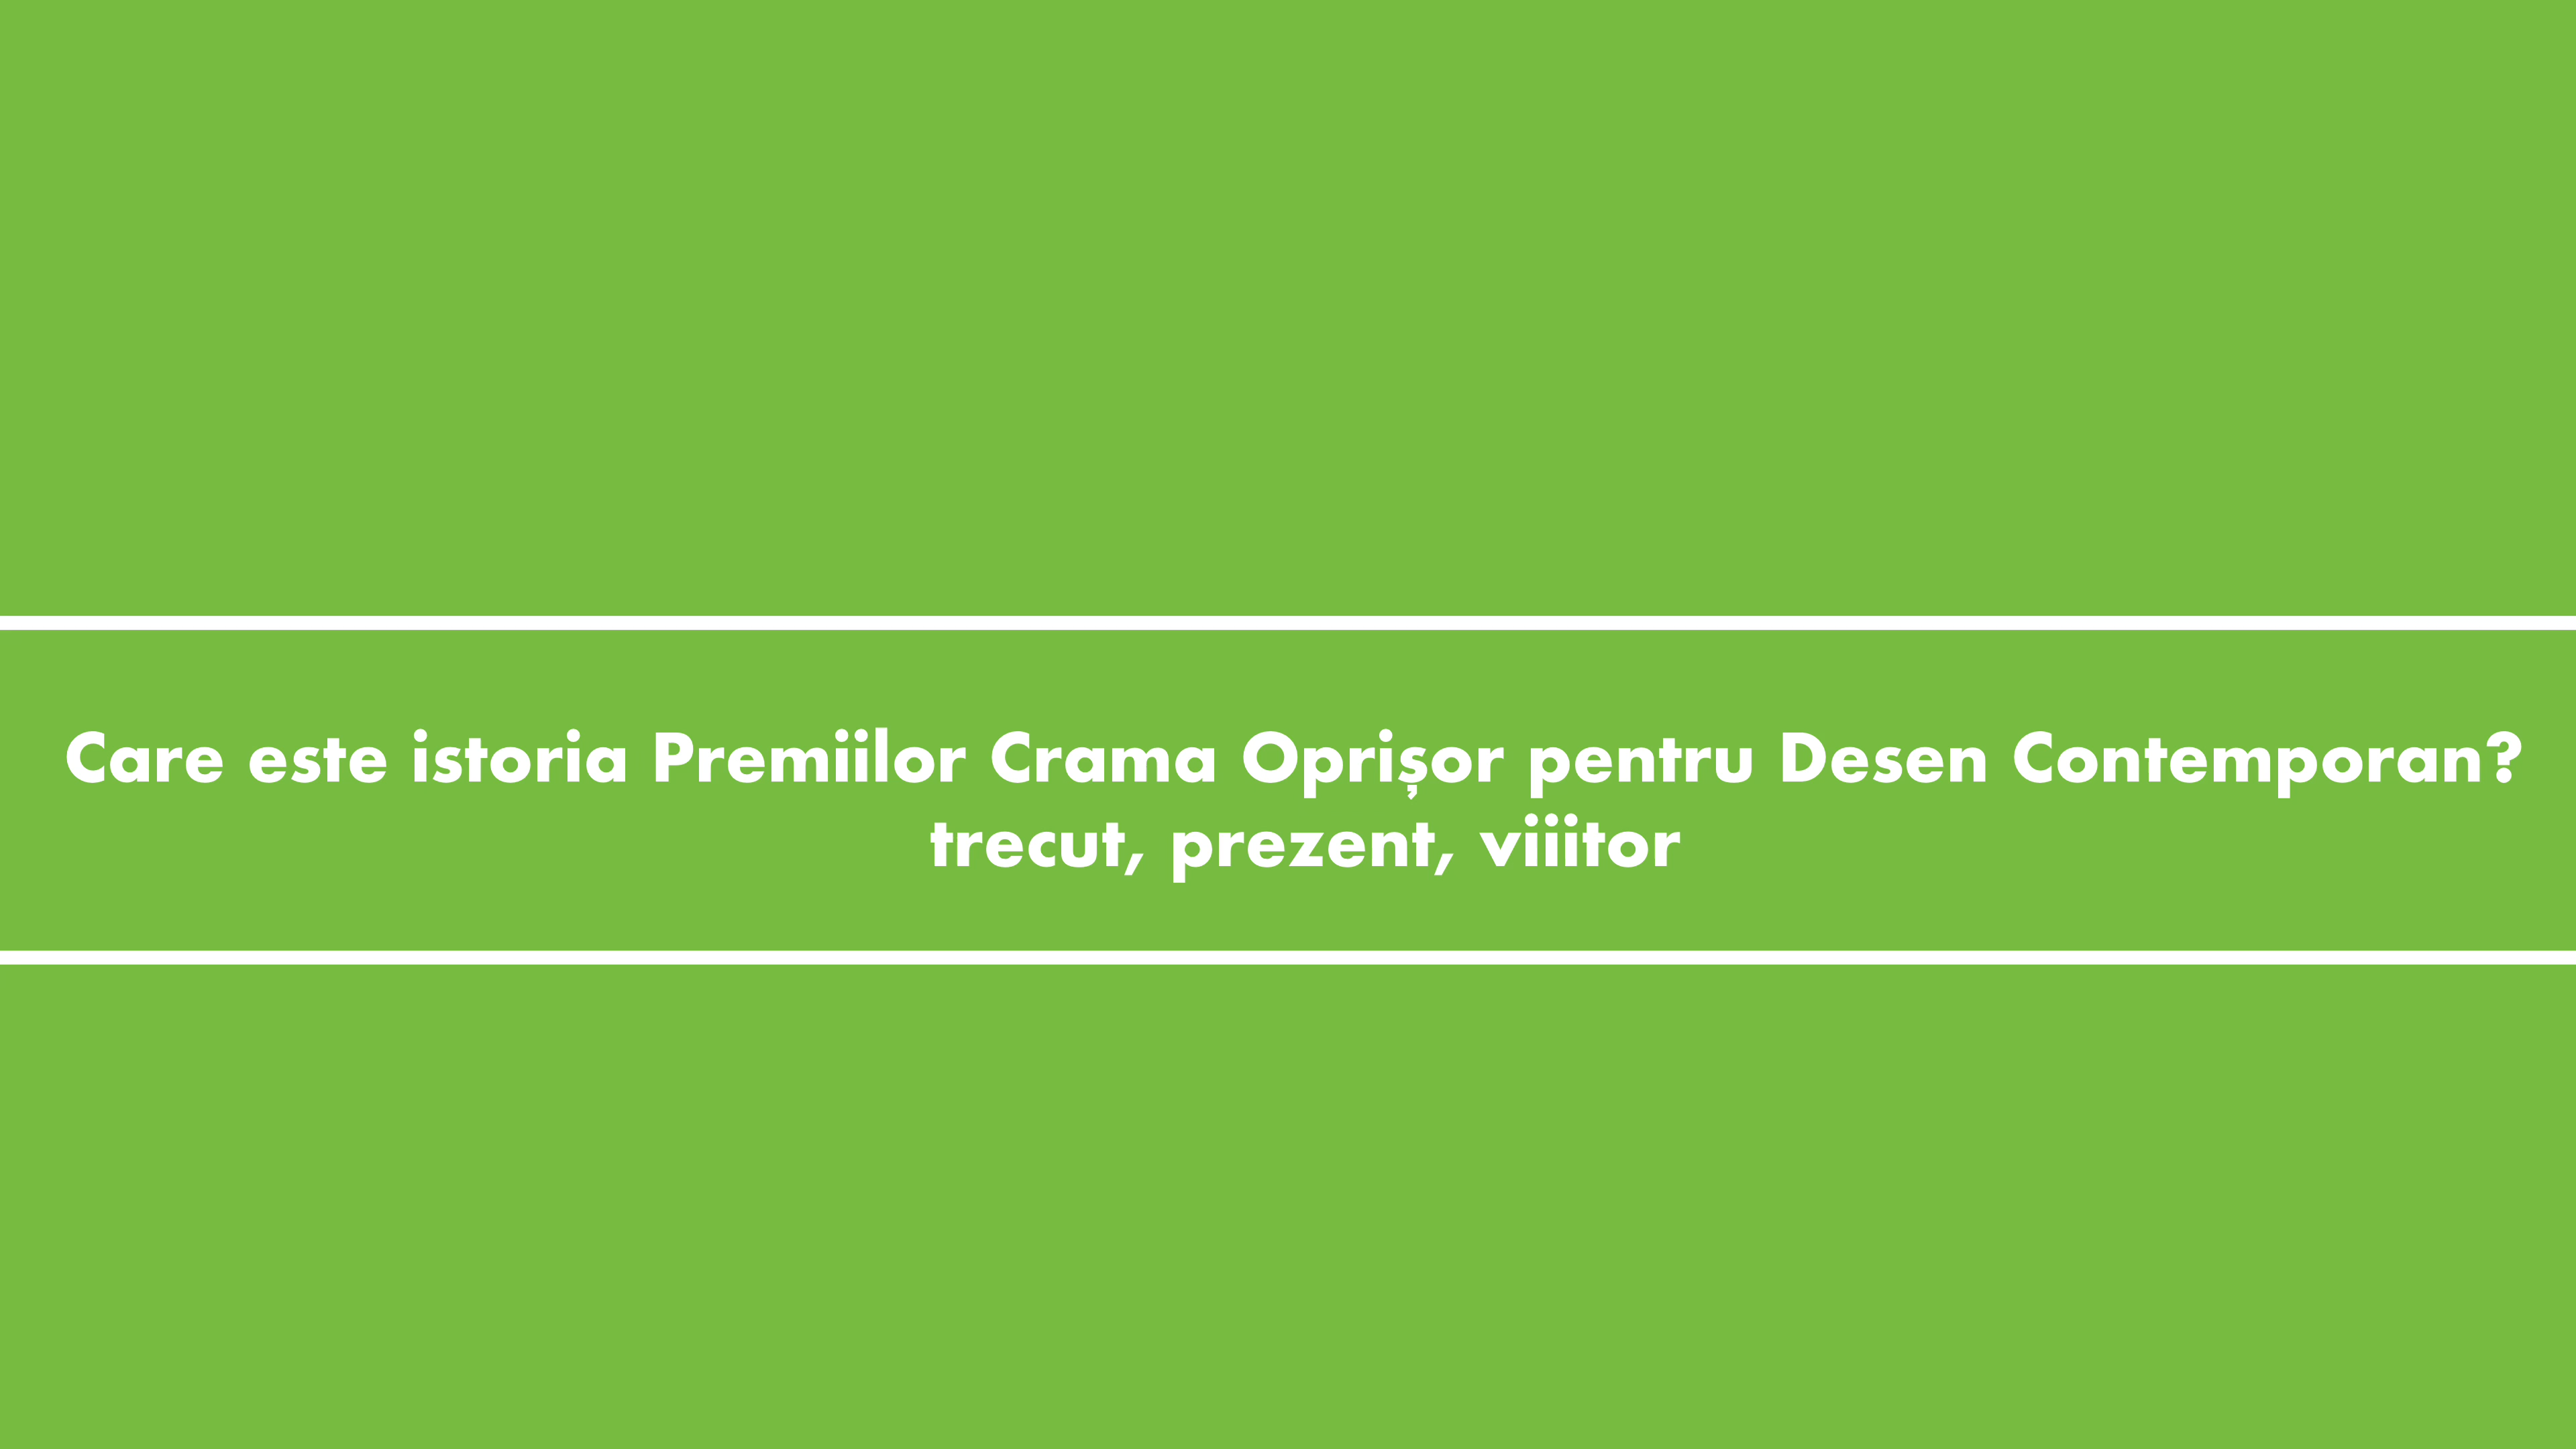 Care este istoria Premiilor Crama Oprișor pentru Desen Contemporan?
trecut, prezent, viiitor